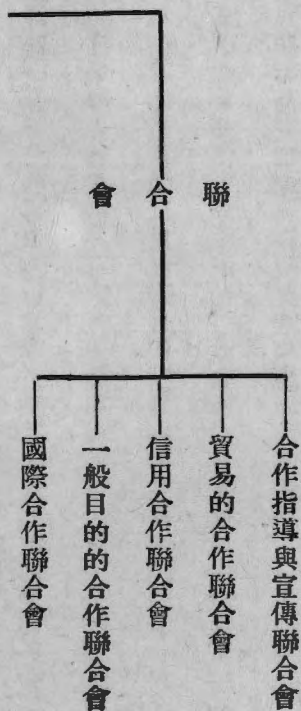 聯合會
合作指導與宣傳聯合會
貿易的合作聯合會
信用合作聯合會
一般目的的合作聯合會
國際合作聯合會